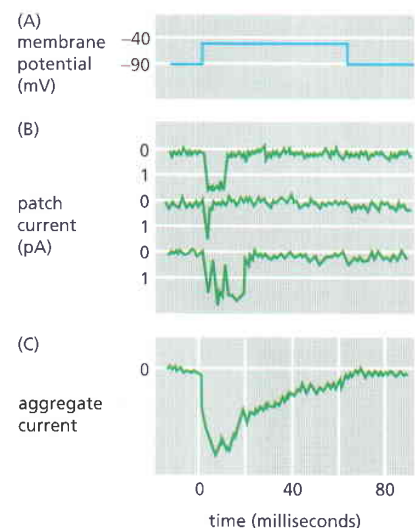 (A)
membrane
potential
(mV)
−40
−90
(B)
patch
current
(pA)
0
1
0
1
0
1
(C)
aggregate
current
0
0 40 80
time (milliseconds)